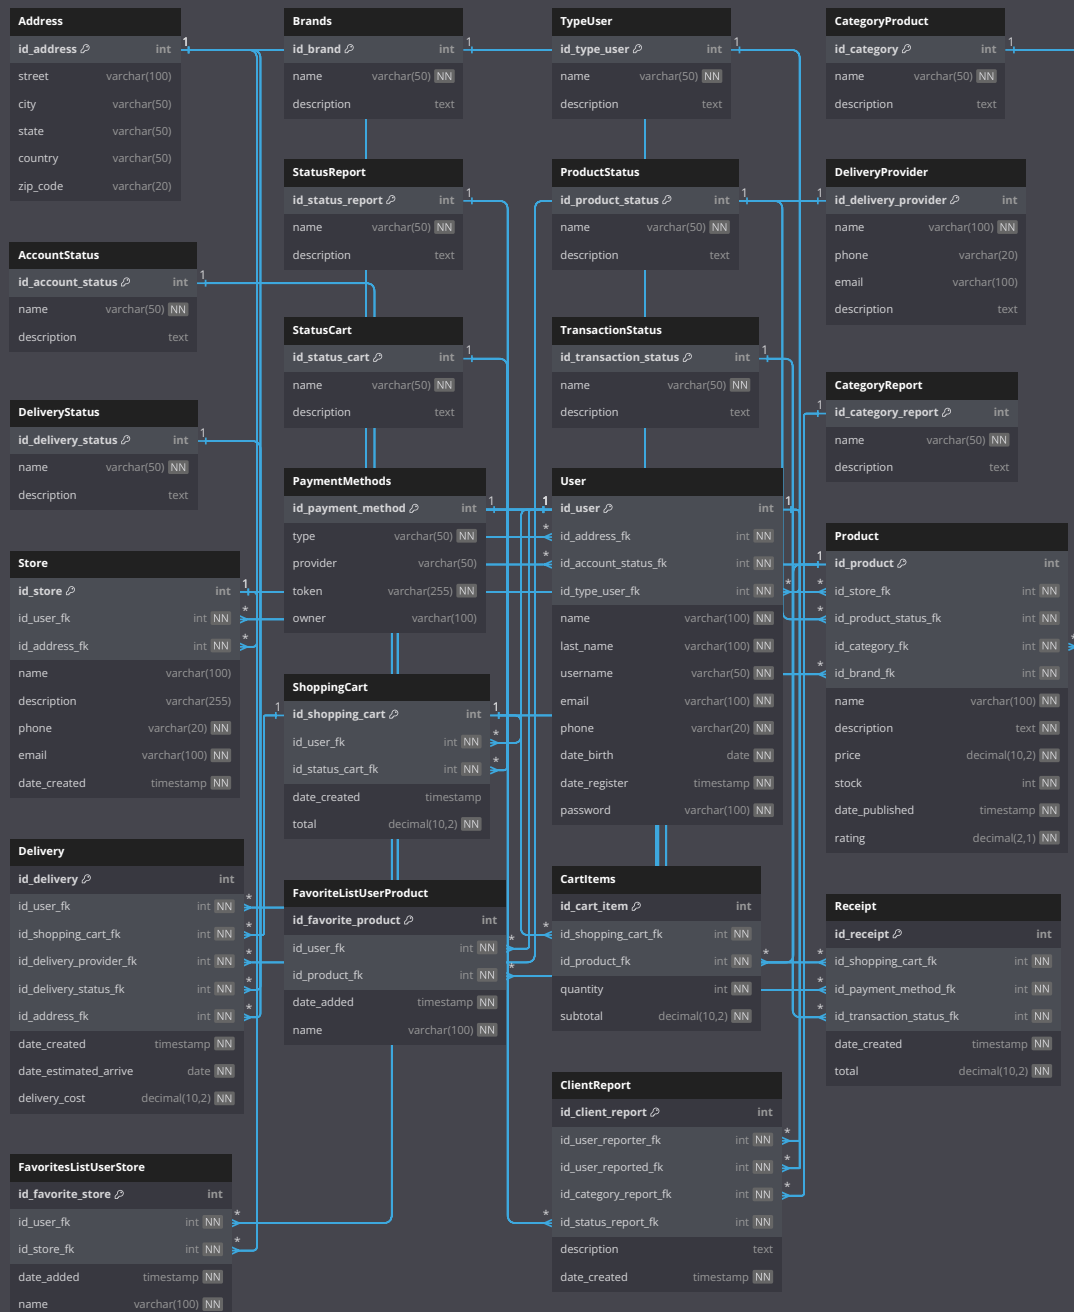 Address
id_address int
street varchar(100)
city varchar(50)
state varchar(50)
country varchar(50)
zip_code varchar(20)
1
Brands
id_brand int
name varchar(50) NN
description text
1
TypeUser
id_type_user int
name varchar(50) NN
description text
1
CategoryProduct
id_category int
name varchar(50) NN
description text
1
StatusReport
id_status_report int
name varchar(50) NN
description text
1
ProductStatus
id_product_status int
name varchar(50) NN
description text
1
DeliveryProvider
id_delivery_provider int
name varchar(100) NN
phone varchar(20)
email varchar(100)
description text
1
AccountStatus
id_account_status int
name varchar(50) NN
description text
1
StatusCart
id_status_cart int
name varchar(50) NN
description text
1
TransactionStatus
id_transaction_status int
name varchar(50) NN
description text
1
CategoryReport
id_category_report int
name varchar(50) NN
description text
1
DeliveryStatus
id_delivery_status int
name varchar(50) NN
description text
1
PaymentMethods
id_payment_method int
type varchar(50) NN
provider varchar(50)
token varchar(255) NN
owner varchar(100)
1
User
1 id_user int 1
* id_address_fk int NN
* id_account_status_fk int NN
id_type_user_fk int NN *
name varchar(100) NN
last_name varchar(100) NN
username varchar(50) NN
email varchar(100) NN
phone varchar(20) NN
date_birth date NN
date_register timestamp NN
password varchar(100) NN
Product
1 id_product int
* id_store_fk int NN
id_product_status_fk int NN
id_category_fk int NN *
* id_brand_fk int NN
name varchar(100) NN
description text NN
price decimal(10,2) NN
stock int NN
date_published timestamp NN
rating decimal(2,1) NN
Store
id_store int 1
id_user_fk int NN *
id_address_fk int NN *
name varchar(100)
description varchar(255)
phone varchar(20) NN
email varchar(100) NN
date_created timestamp NN
ShoppingCart
1 id_shopping_cart int 1
id_user_fk int NN *
id_status_cart_fk int NN *
date_created timestamp
total decimal(10,2) NN
Delivery
id_delivery int
id_user_fk int NN *
id_shopping_cart_fk int NN *
id_delivery_provider_fk int NN *
id_delivery_status_fk int NN *
id_address_fk int NN *
date_created timestamp NN
date_estimated_arrive date NN
delivery_cost decimal(10,2) NN
FavoriteListUserProduct
id_favorite_product int
id_user_fk int NN *
id_product_fk int NN *
date_added timestamp NN
name varchar(100) NN
CartItems
id_cart_item int
* id_shopping_cart_fk int NN
id_product_fk int NN *
quantity int NN
subtotal decimal(10,2) NN
Receipt
id_receipt int
* id_shopping_cart_fk int NN
* id_payment_method_fk int NN
* id_transaction_status_fk int NN
date_created timestamp NN
total decimal(10,2) NN
ClientReport
id_client_report int
id_user_reporter_fk int NN *
id_user_reported_fk int NN *
id_category_report_fk int NN *
* id_status_report_fk int NN
description text
date_created timestamp NN
FavoritesListUserStore
id_favorite_store int
id_user_fk int NN *
id_store_fk int NN *
date_added timestamp NN
name varchar(100) NN